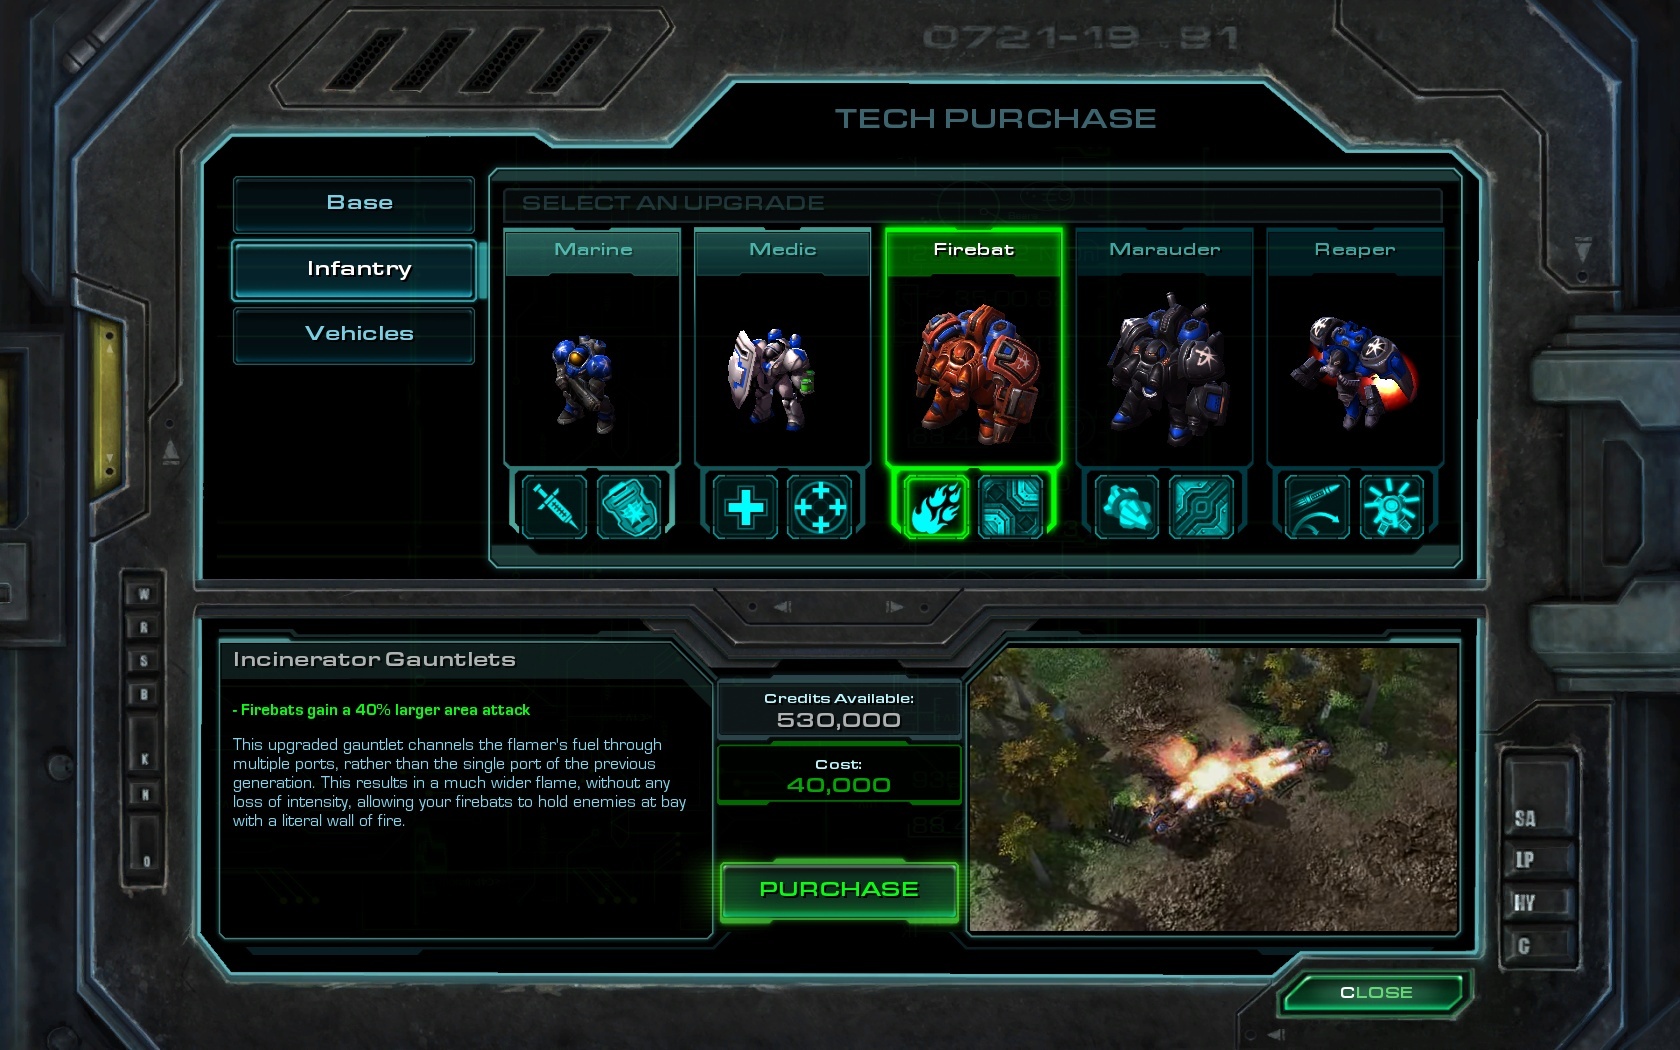 0721-19 .81
TECH PURCHASE
Base
Infantry
Vehicles
SELECT AN UPGRADE
Marine
Medic
Firebat
Marauder
Reaper
Incinerator Gauntlets
- Firebats gain a 40% larger area attack
This upgraded gauntlet channels the flamer's fuel through
multiple ports, rather than the single port of the previous
generation. This results in a much wider flame, without any
loss of intensity, allowing your firebats to hold enemies at bay
with a literal wall of fire.
Credits Available:
530,000
Cost:
40,000
PURCHASE
CLOSE
W
R
S
B
K
N
O
SA
LP
NY
G